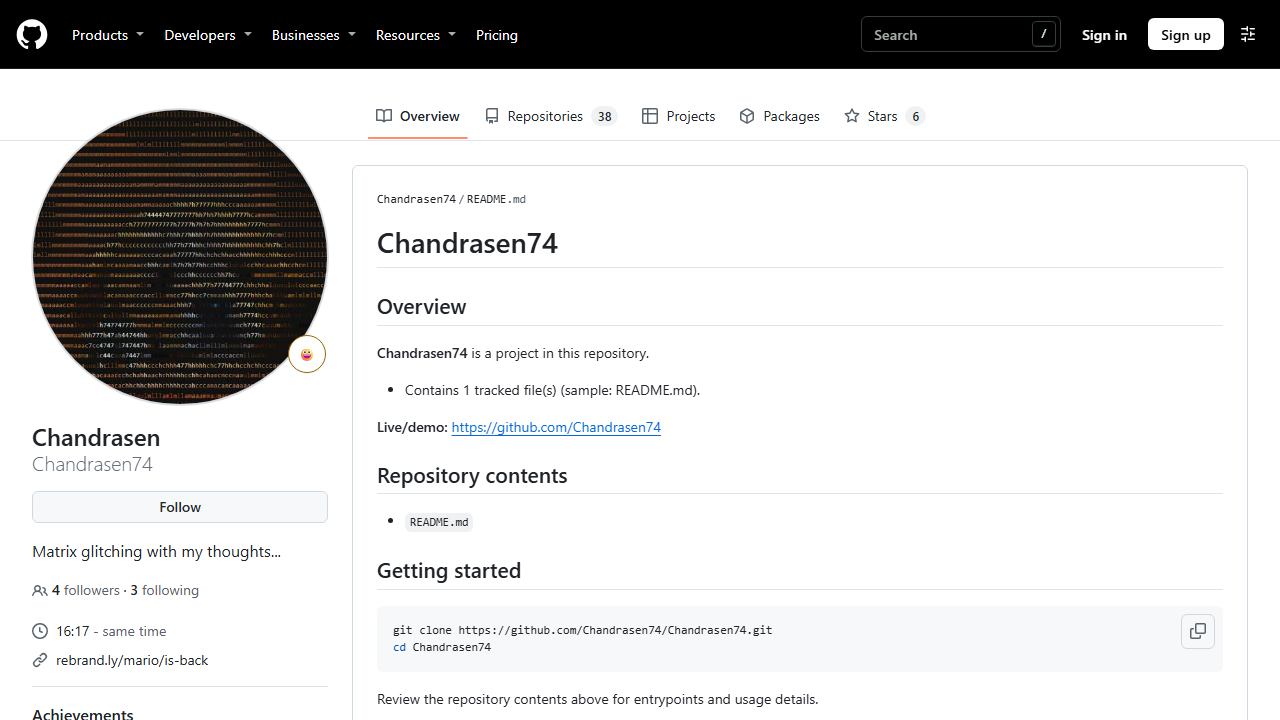 Products
Developers
Businesses
Resources
Pricing
Search
/
Sign in
Sign up
Overview
Repositories 38
Projects
Packages
Stars 6
Chandrasen74 / README.md
Chandrasen74
Overview
Chandrasen74 is a project in this repository.
Contains 1 tracked file(s) (sample: README.md).
Live/demo: https://github.com/Chandrasen74
Repository contents
README.md
Getting started
git clone https://github.com/Chandrasen74/Chandrasen74.git
cd Chandrasen74
Review the repository contents above for entrypoints and usage details.
Chandrasen
Chandrasen74
Follow
Matrix glitching with my thoughts...
4 followers · 3 following
16:17 - same time
rebrand.ly/mario/is-back
Achievements